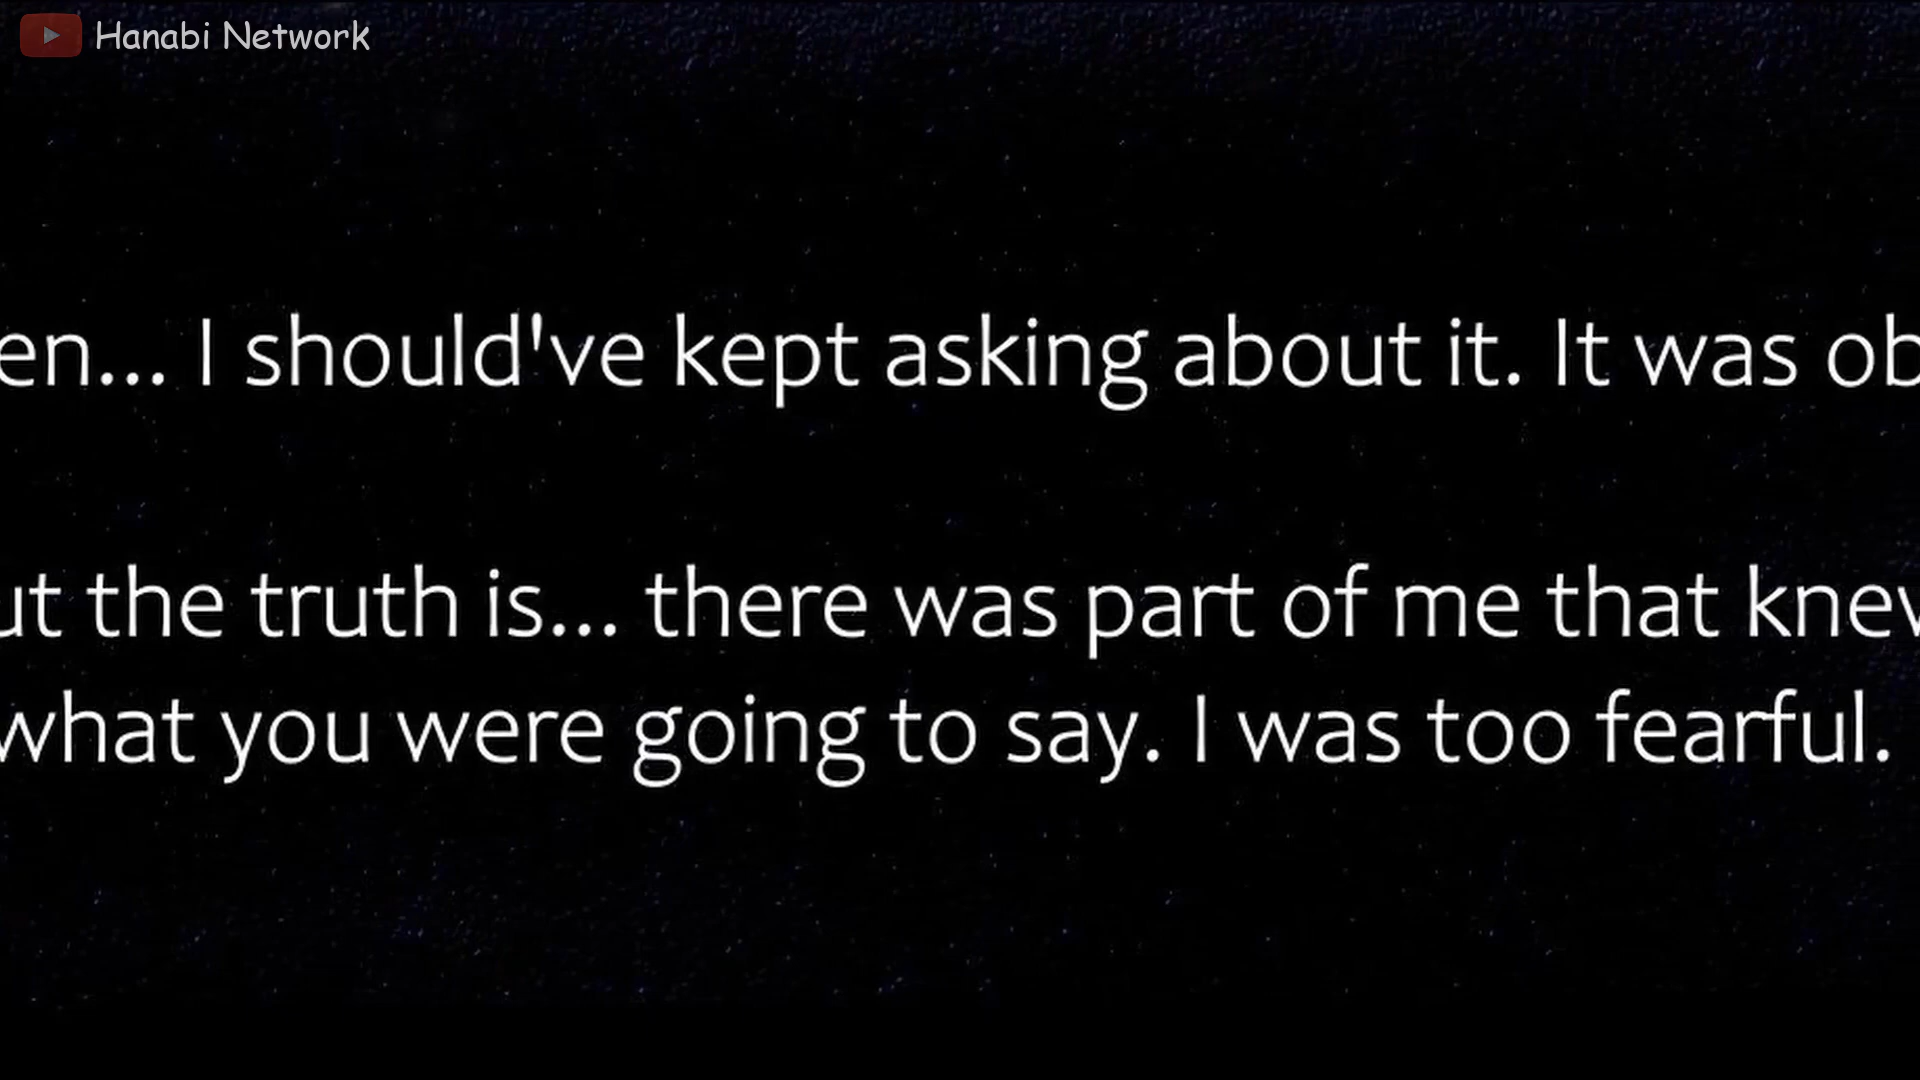 Hanabi Network
en... I should've kept asking about it. It was ob
ut the truth is... there was part of me that knew
what you were going to say. I was too fearful.